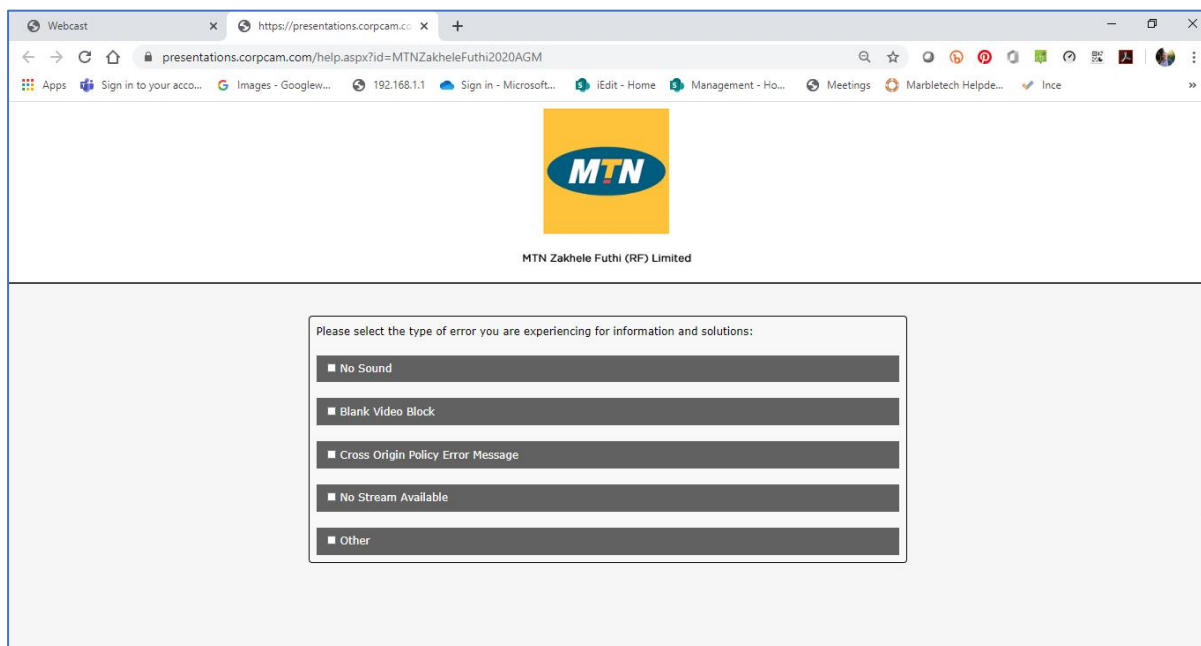 Webcast
https://presentations.corpcam.co
presentations.corpcam.com/help.aspx?id=MTNZakheleFuthi2020AGM
Apps Sign in to your acco... Images - Googlew... 192.168.1.1 Sign in - Microsoft... iEdit - Home Management - Ho... Meetings Marbletech Helpde... Ince
MTN
MTN Zakhele Futhi (RF) Limited
Please select the type of error you are experiencing for information and solutions:
No Sound
Blank Video Block
Cross Origin Policy Error Message
No Stream Available
Other